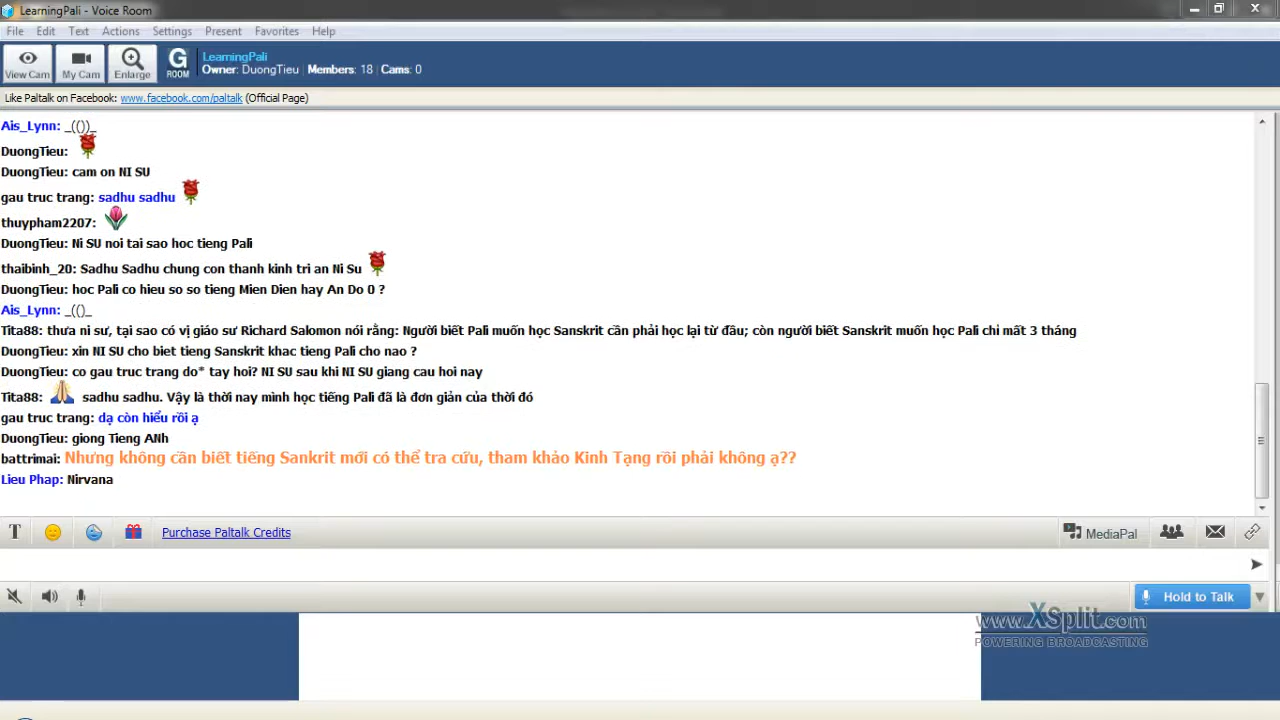 LearningPali - Voice Room
File Edit Text Actions Settings Present Favorites Help
View Cam My Cam Enlarge G ROOM LearningPali
Owner: DuongTieu Members: 18 Cams: 0
Like Paltalk on Facebook: www.facebook.com/paltalk (Official Page)
Ais_Lynn: _(())_
DuongTieu:
DuongTieu: cam on NI SU
gau truc trang: sadhu sadhu
thuypham2207:
DuongTieu: Ni SU noi tai sao hoc tieng Pali
thaibinh_20: Sadhu Sadhu chung con thanh kinh tri an Ni Su
DuongTieu: hoc Pali co hieu so so tieng Mien Dien hay An Do 0 ?
Ais_Lynn: _(()_
Tita88: thưa ni sư, tại sao có vị giáo sư Richard Salomon nói rằng: Người biết Pali muốn học Sanskrit cần phải học lại từ đầu; còn người biết Sanskrit muốn học Pali chỉ mất 3 tháng
DuongTieu: xin NI SU cho biet tieng Sanskrit khac tieng Pali cho nao ?
DuongTieu: co gau truc trang do* tay hoi? NI SU sau khi NI SU giang cau hoi nay
Tita88: sadhu sadhu. Vậy là thời nay mình học tiếng Pali đã là đơn giản của thời đó
gau truc trang: dạ còn hiểu rồi ạ
DuongTieu: giong Tieng ANh
battrimai: Nhưng không cần biết tiếng Sankrit mới có thể tra cứu, tham khảo Kinh Tạng rồi phải không ạ??
Lieu Phap: Nirvana
T Purchase Paltalk Credits MediaPal
Hold to Talk
www.XSplit.com
POWERING BROADCASTING